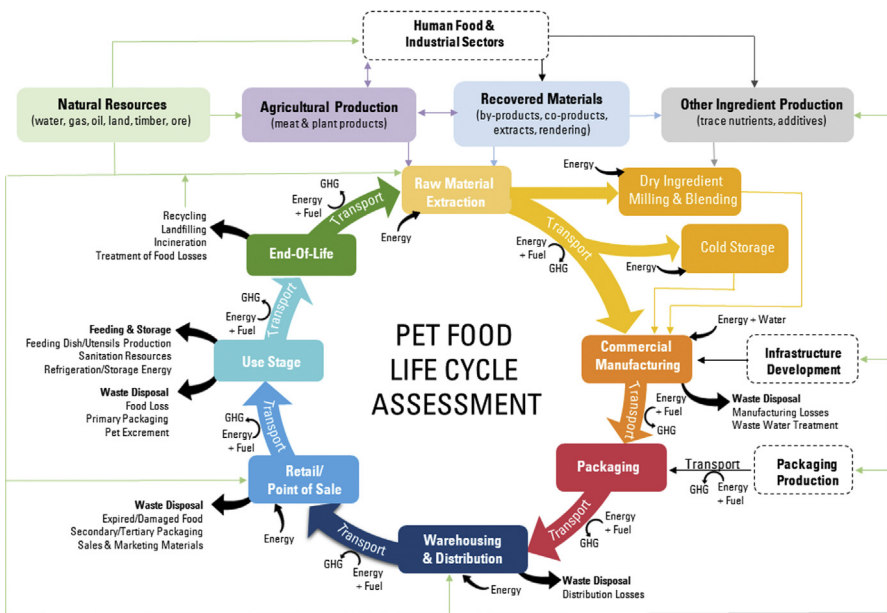 Human Food &
Industrial Sectors
Natural Resources
(water, gas, oil, land, timber, ore)
Agricultural Production
(meat & plant products)
Recovered Materials
(by-products, co-products,
extracts, rendering)
Other Ingredient Production
(trace nutrients, additives)
Raw Material
Extraction
Energy
Energy
Dry Ingredient
Milling & Blending
GHG
Energy
+ Fuel
Transport
Transport
Energy
+ Fuel
GHG
Cold Storage
Energy
Recycling
Landfilling
Incineration
Treatment of Food Losses
End-Of-Life
GHG
Energy
+ Fuel
Transport
Energy + Water
Commercial
Manufacturing
Infrastructure
Development
Feeding & Storage
Feeding Dish/Utensils Production
Sanitation Resources
Refrigeration/Storage Energy
Use Stage
Waste Disposal
Food Loss
Primary Packaging
Pet Excrement
PET FOOD
LIFE CYCLE
ASSESSMENT
Transport
Energy
+ Fuel
GHG
Waste Disposal
Manufacturing Losses
Waste Water Treatment
GHG
Energy
+ Fuel
Transport
Packaging
Transport
GHG
Energy
+ Fuel
Packaging
Production
Retail/
Point of Sale
Waste Disposal
Expired/Damaged Food
Secondary/Tertiary Packaging
Sales & Marketing Materials
Energy
Transport
GHG
Energy
+ Fuel
Warehousing
& Distribution
Transport
Energy
+ Fuel
GHG
Energy
Waste Disposal
Distribution Losses